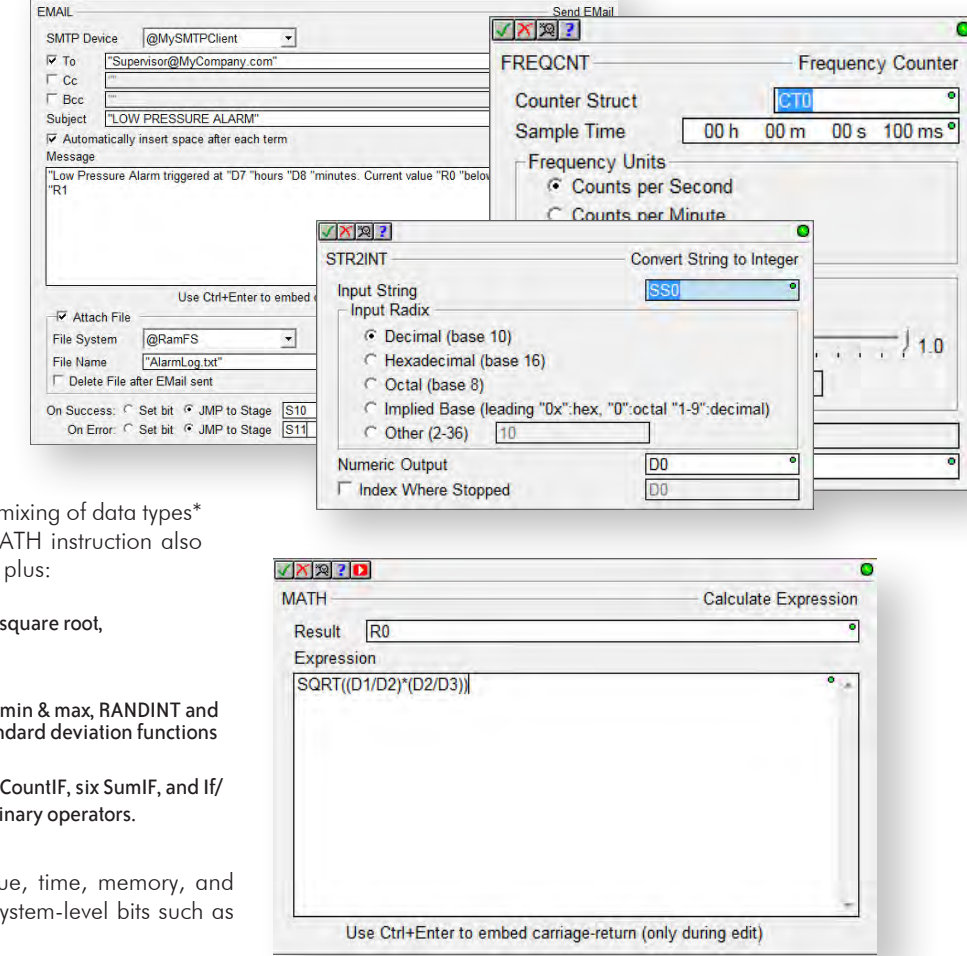 EMAIL Send EMail
SMTP Device @MySMTPClient
To "Supervisor@MyCompany.com"
Cc ""
Bcc ""
Subject "LOW PRESSURE ALARM"
Automatically insert space after each term
Message
"Low Pressure Alarm triggered at "D7 "hours "D8 "minutes. Current value "R0 "below
"R1
Use Ctrl+Enter to embed
Attach File
File System @RamFS
File Name "AlarmLog.txt"
Delete File after EMail sent
On Success: Set bit JMP to Stage S10
On Error: Set bit JMP to Stage S11
FREQCNT Frequency Counter
Counter Struct CT0
Sample Time 00 h 00 m 00 s 100 ms
Frequency Units
Counts per Second
Counts per Minute
1.0
STR2INT Convert String to Integer
Input String SS0
Input Radix
Decimal (base 10)
Hexadecimal (base 16)
Octal (base 8)
Implied Base (leading "0x":hex, "0":octal "1-9":decimal)
Other (2-36) 10
Numeric Output D0
Index Where Stopped D0
mixing of data types*
ATH instruction also
plus:
square root,
min & max, RANDINT and
ndard deviation functions
CountIF, six SumIF, and If/
inary operators.
ue, time, memory, and
ystem-level bits such as
MATH Calculate Expression
Result R0
Expression
SQRT((D1/D2)*(D2/D3))
Use Ctrl+Enter to embed carriage-return (only during edit)